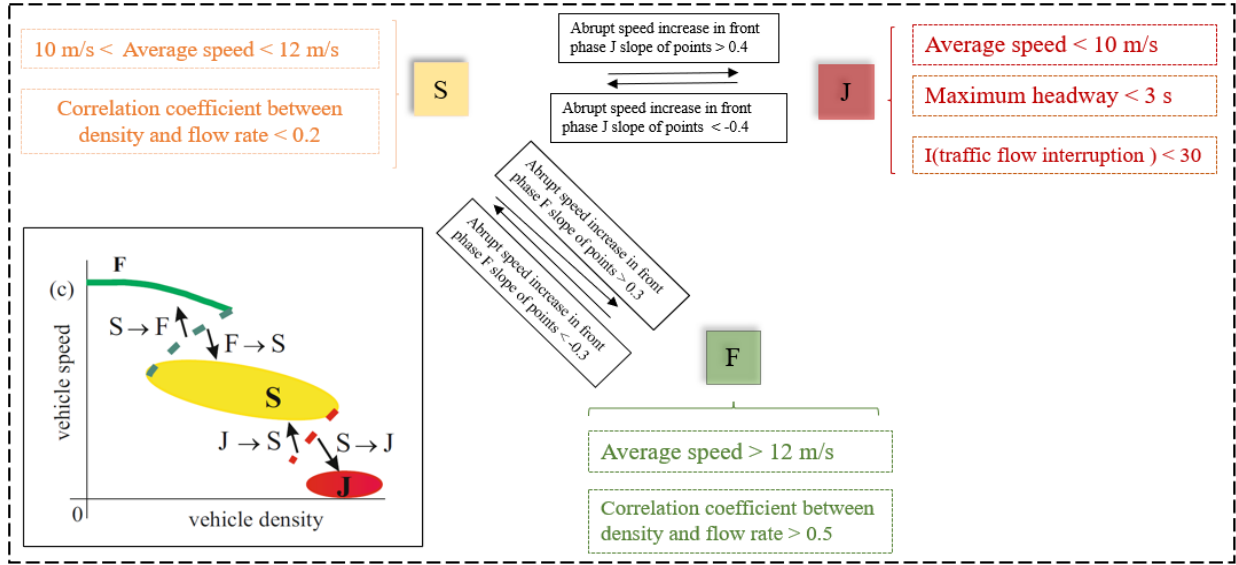 10 m/s < Average speed < 12 m/s
Correlation coefficient between
density and flow rate < 0.2
S
Abrupt speed increase in front
phase J slope of points > 0.4
Abrupt speed increase in front
phase J slope of points < -0.4
J
Average speed < 10 m/s
Maximum headway < 3 s
I(traffic flow interruption ) < 30
Abrupt speed increase in front
phase F slope of points > 0.3
Abrupt speed increase in front
phase F slope of points < -0.3
F
Average speed > 12 m/s
Correlation coefficient between
density and flow rate > 0.5
F
(c)
S → F
F → S
S
J → S
S → J
J
vehicle speed
0
vehicle density